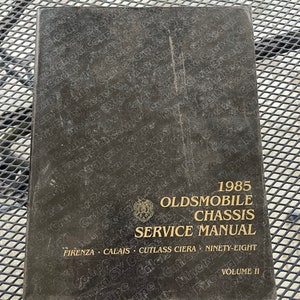 1985
OLDSMOBILE
CHASSIS
SERVICE MANUAL
FIRENZA · CALAIS · CUTLASS CIERA · NINETY-EIGHT
VOLUME II